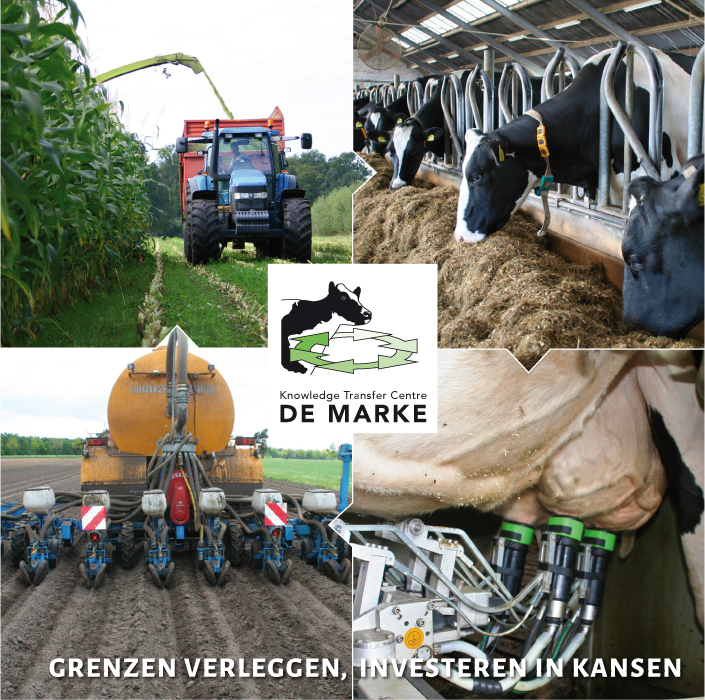 Knowledge Transfer Centre
DE MARKE
GRENZEN VERLEGGEN, INVESTEREN IN KANSEN